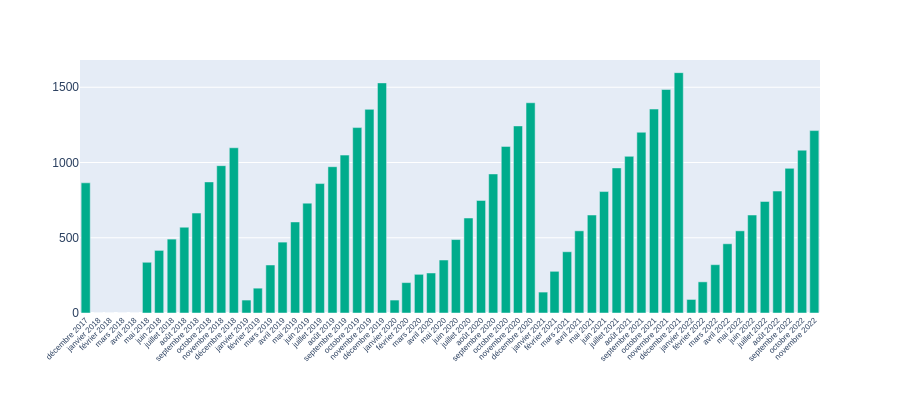 1500
1000
500
0
décembre 2017
janvier 2018
février 2018
mars 2018
avril 2018
mai 2018
juin 2018
juillet 2018
août 2018
septembre 2018
octobre 2018
novembre 2018
décembre 2018
janvier 2019
février 2019
mars 2019
avril 2019
mai 2019
juin 2019
juillet 2019
août 2019
septembre 2019
octobre 2019
novembre 2019
décembre 2019
janvier 2020
février 2020
mars 2020
avril 2020
mai 2020
juin 2020
juillet 2020
août 2020
septembre 2020
octobre 2020
novembre 2020
décembre 2020
janvier 2021
février 2021
mars 2021
avril 2021
mai 2021
juin 2021
juillet 2021
août 2021
septembre 2021
octobre 2021
novembre 2021
décembre 2021
janvier 2022
février 2022
mars 2022
avril 2022
mai 2022
juin 2022
juillet 2022
août 2022
septembre 2022
octobre 2022
novembre 2022